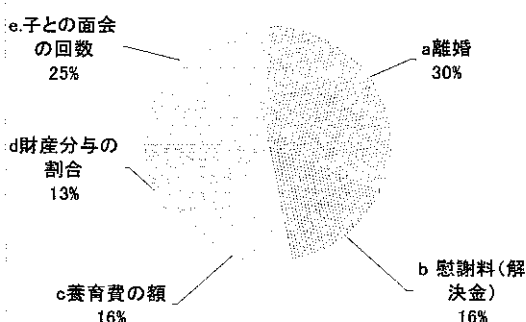 e.子との面会
の回数
25%
a離婚
30%
d財産分与の
割合
13%
c養育費の額
16%
b 慰謝料(解
決金)
16%